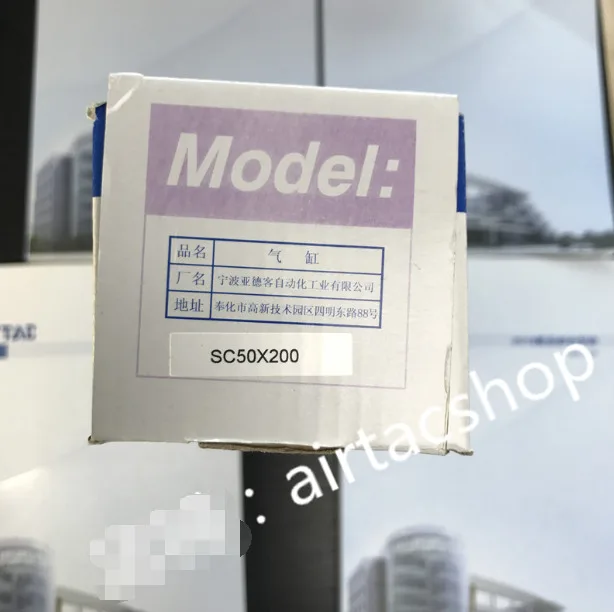 Model:
品名 气 缸
厂名 宁波亚德客自动化工业有限公司
地址 奉化市高新技术园区四明东路88号
SC50X200
TAC
: airtacshop